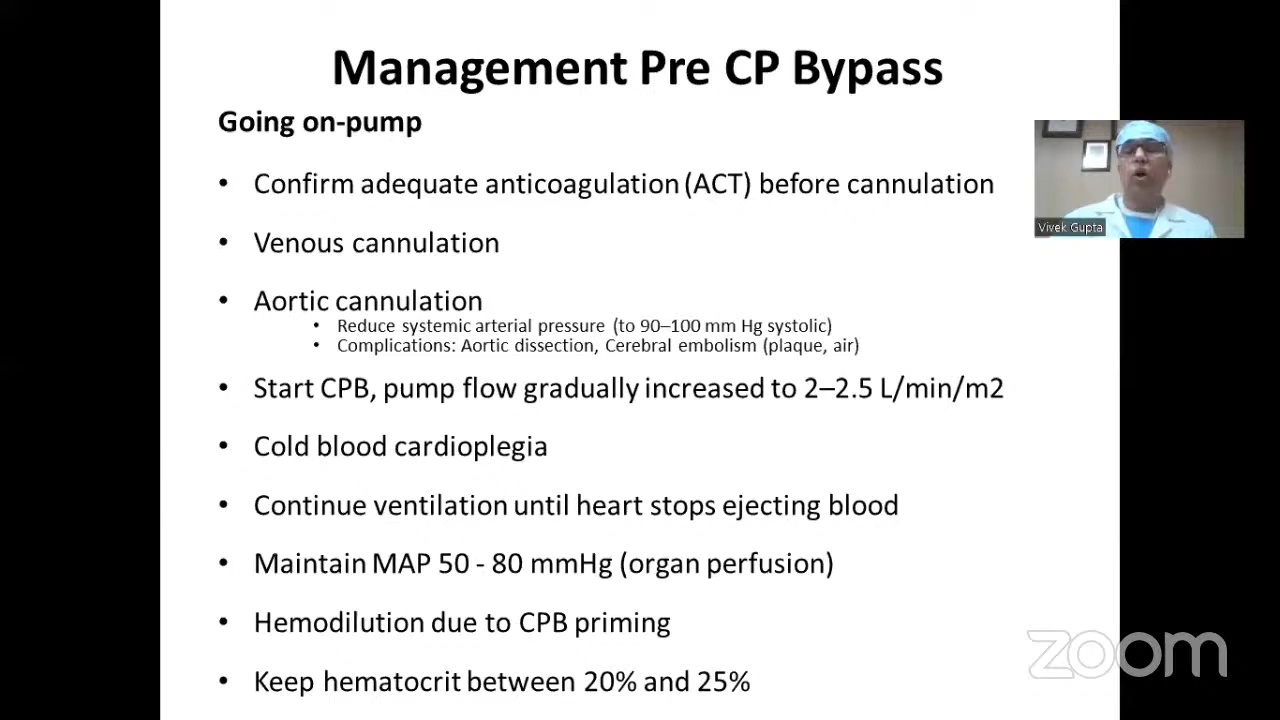 Management Pre CP Bypass
Going on-pump
• Confirm adequate anticoagulation (ACT) before cannulation
• Venous cannulation
• Aortic cannulation
• Reduce systemic arterial pressure (to 90–100 mm Hg systolic)
• Complications: Aortic dissection, Cerebral embolism (plaque, air)
• Start CPB, pump flow gradually increased to 2–2.5 L/min/m2
• Cold blood cardioplegia
• Continue ventilation until heart stops ejecting blood
• Maintain MAP 50 - 80 mmHg (organ perfusion)
• Hemodilution due to CPB priming
• Keep hematocrit between 20% and 25%
Vivek Gupta
zoom